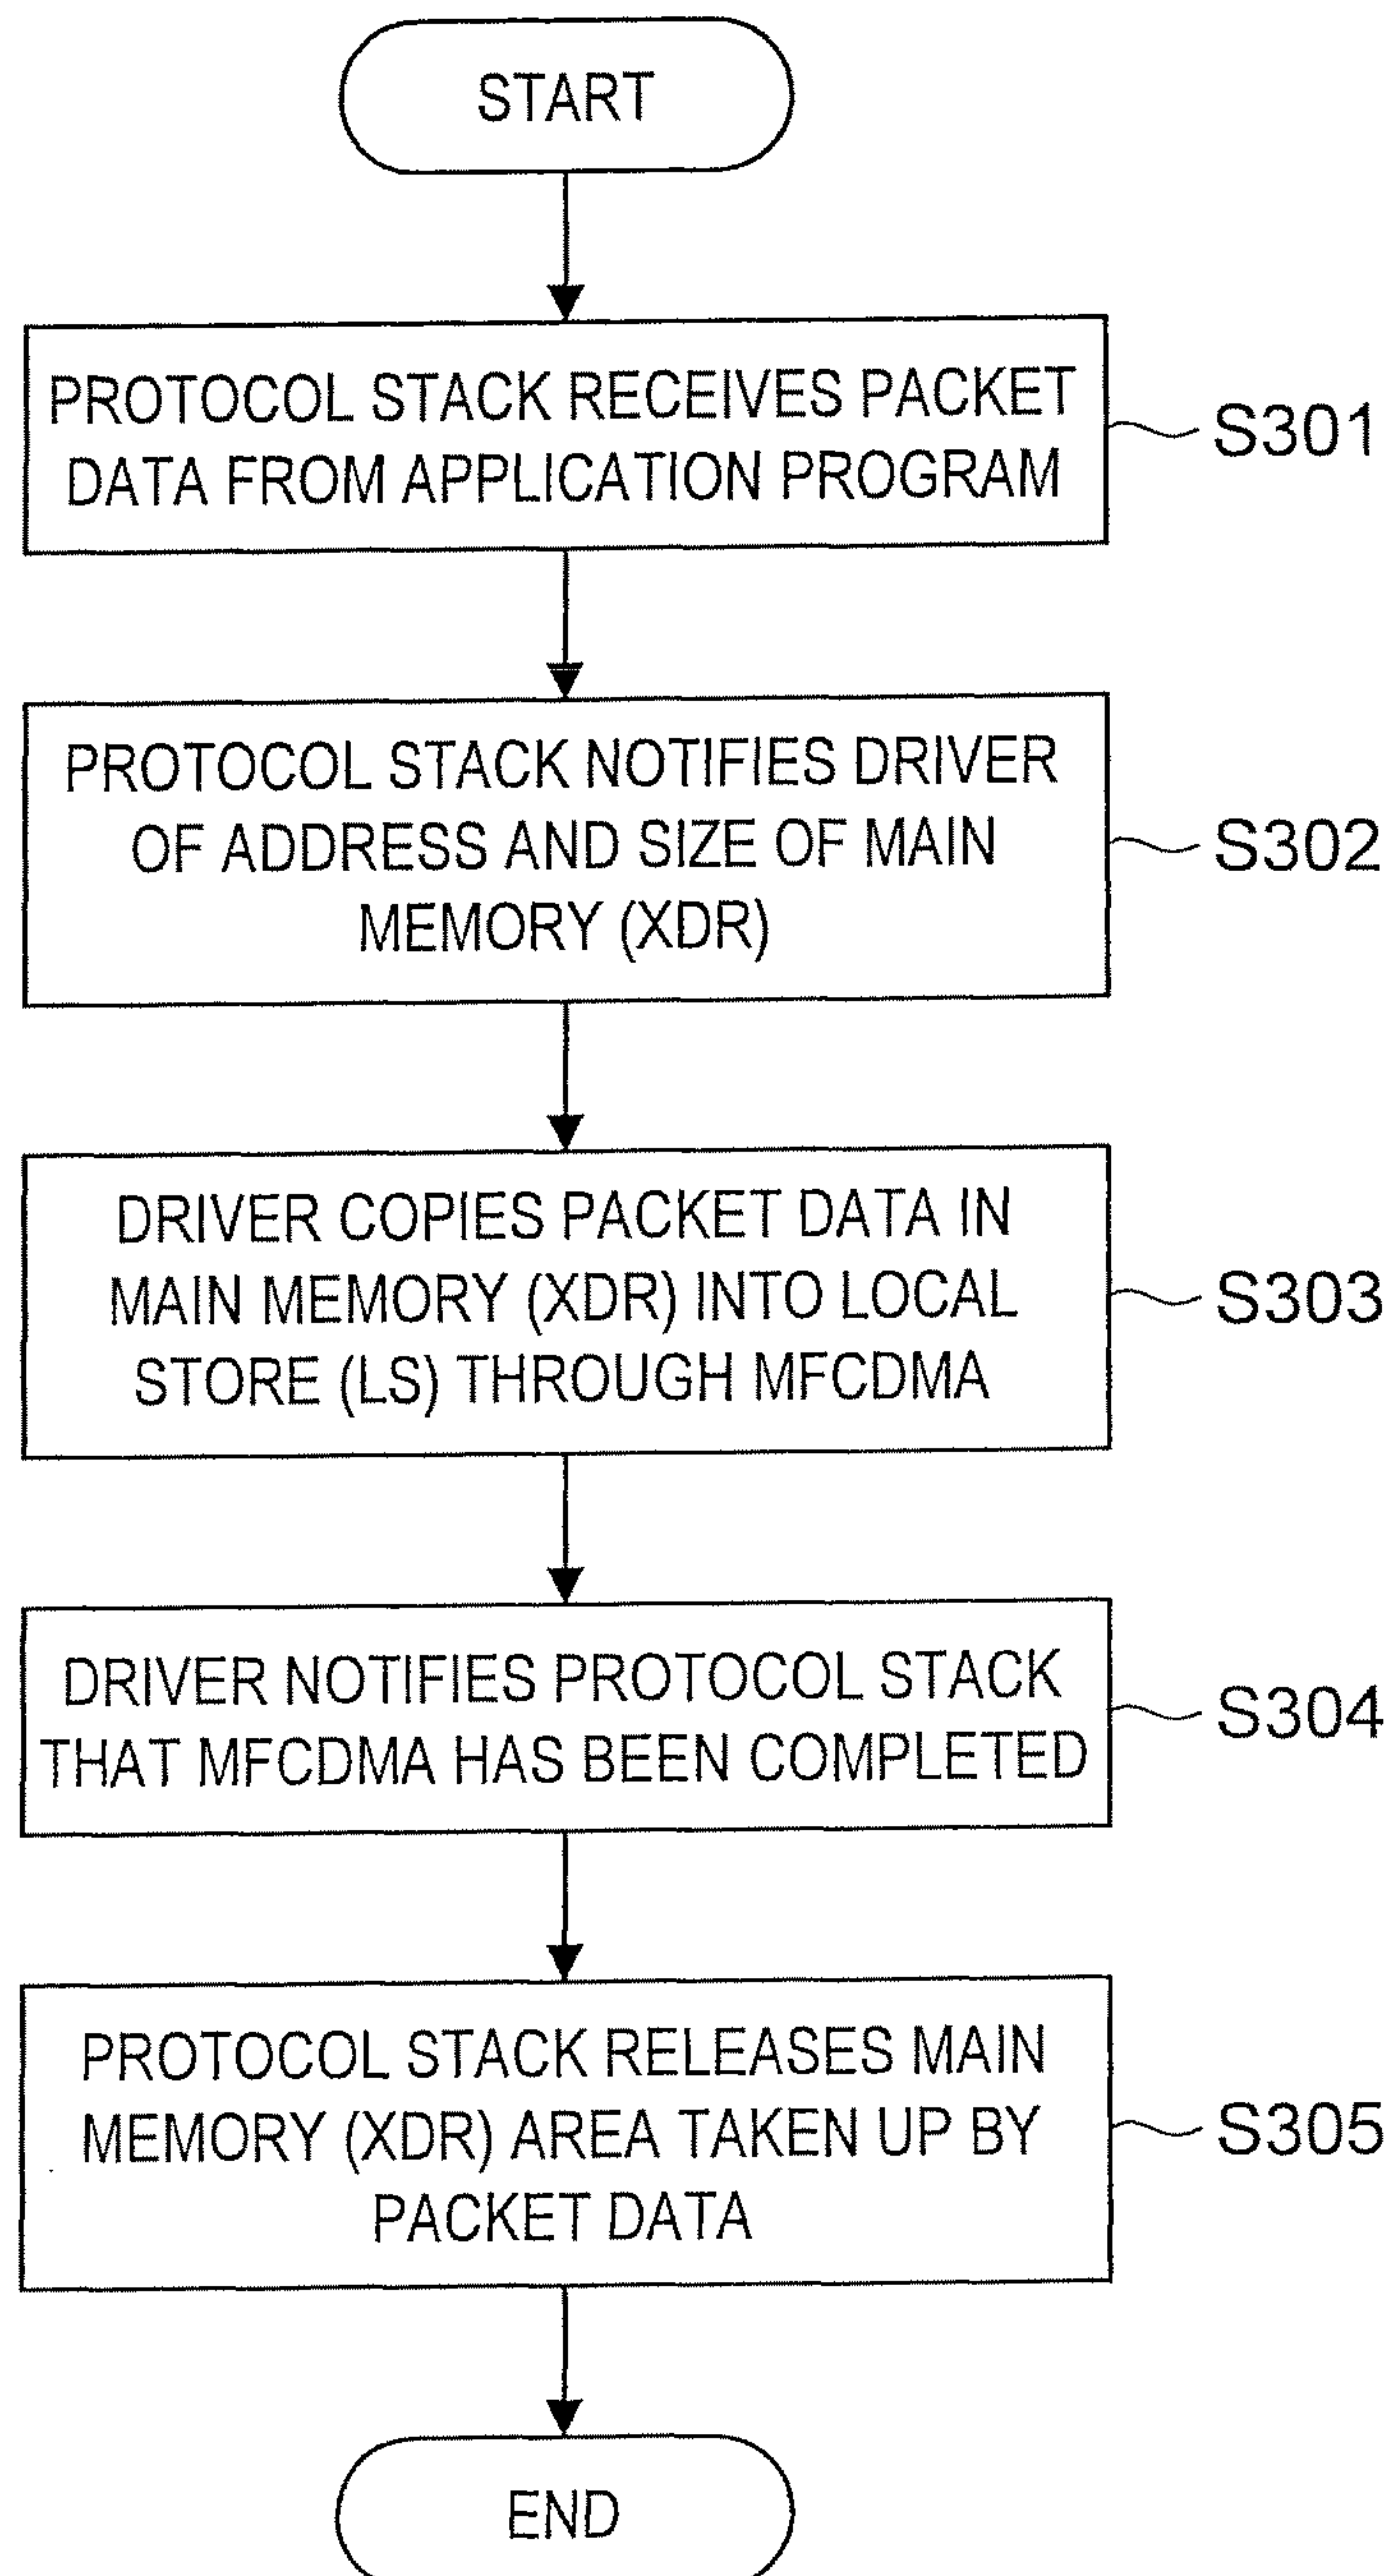 START
PROTOCOL STACK RECEIVES PACKET
DATA FROM APPLICATION PROGRAM
S301
PROTOCOL STACK NOTIFIES DRIVER
OF ADDRESS AND SIZE OF MAIN
MEMORY (XDR)
S302
DRIVER COPIES PACKET DATA IN
MAIN MEMORY (XDR) INTO LOCAL
STORE (LS) THROUGH MFCDMA
S303
DRIVER NOTIFIES PROTOCOL STACK
THAT MFCDMA HAS BEEN COMPLETED
S304
PROTOCOL STACK RELEASES MAIN
MEMORY (XDR) AREA TAKEN UP BY
PACKET DATA
S305
END